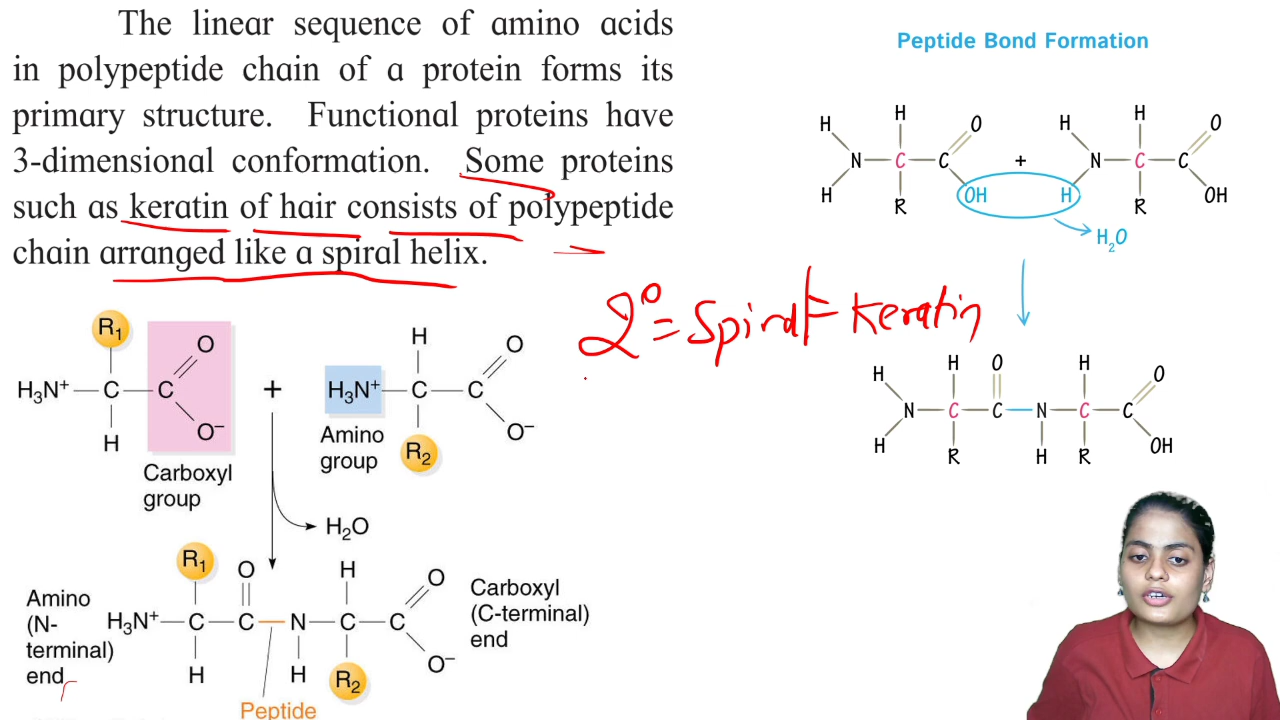 The linear sequence of amino acids
in polypeptide chain of a protein forms its
primary structure. Functional proteins have
3-dimensional conformation. Some proteins
such as keratin of hair consists of polypeptide
chain arranged like a spiral helix.
Peptide Bond Formation
H H O H H O
N C C + N C C
H R OH H R OH
H2O
2° = Spiral = Keratin
H H O H O
N C C N C C
H R H R OH
R1 O H O
H3N+ C C + H3N+ C C
H O− Amino group R2 O−
Carboxyl
group
H2O
R1 O H O
Amino
(N-
terminal)
end
H3N+ C C N C C
H H R2 O−
Carboxyl
(C-terminal)
end
Peptide